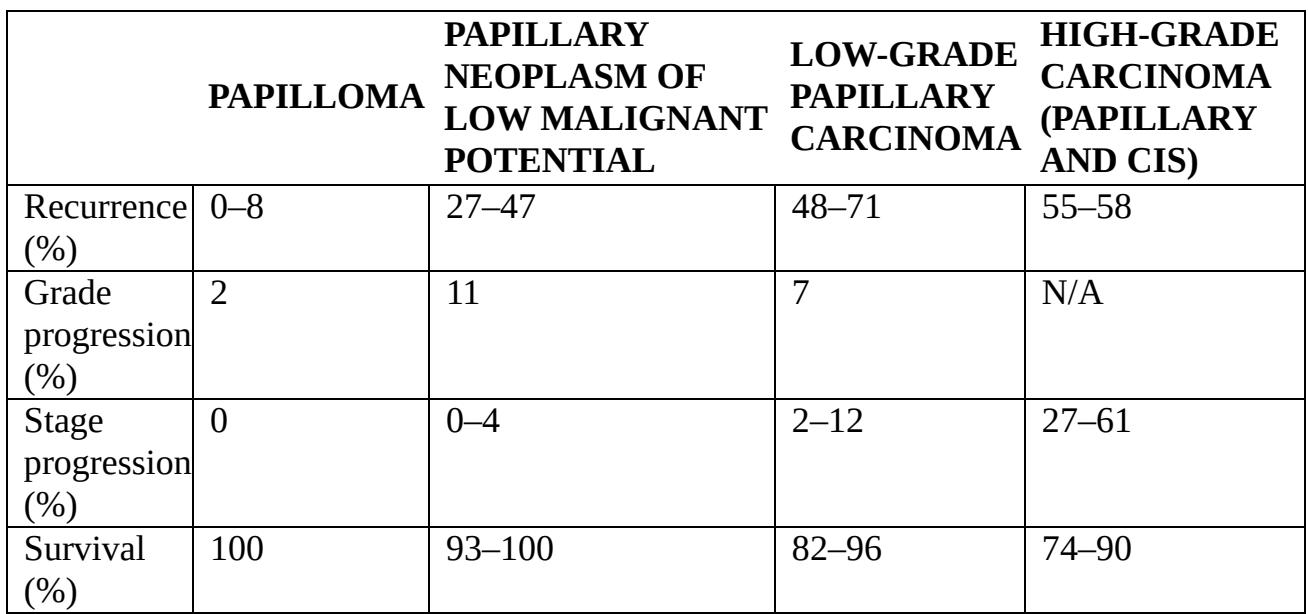 PAPILLOMA
PAPILLARY
NEOPLASM OF
LOW MALIGNANT
POTENTIAL
LOW-GRADE
PAPILLARY
CARCINOMA
HIGH-GRADE
CARCINOMA
(PAPILLARY
AND CIS)
Recurrence
(%)
0–8
27–47
48–71
55–58
Grade
progression
(%)
2
11
7
N/A
Stage
progression
(%)
0
0–4
2–12
27–61
Survival
(%)
100
93–100
82–96
74–90